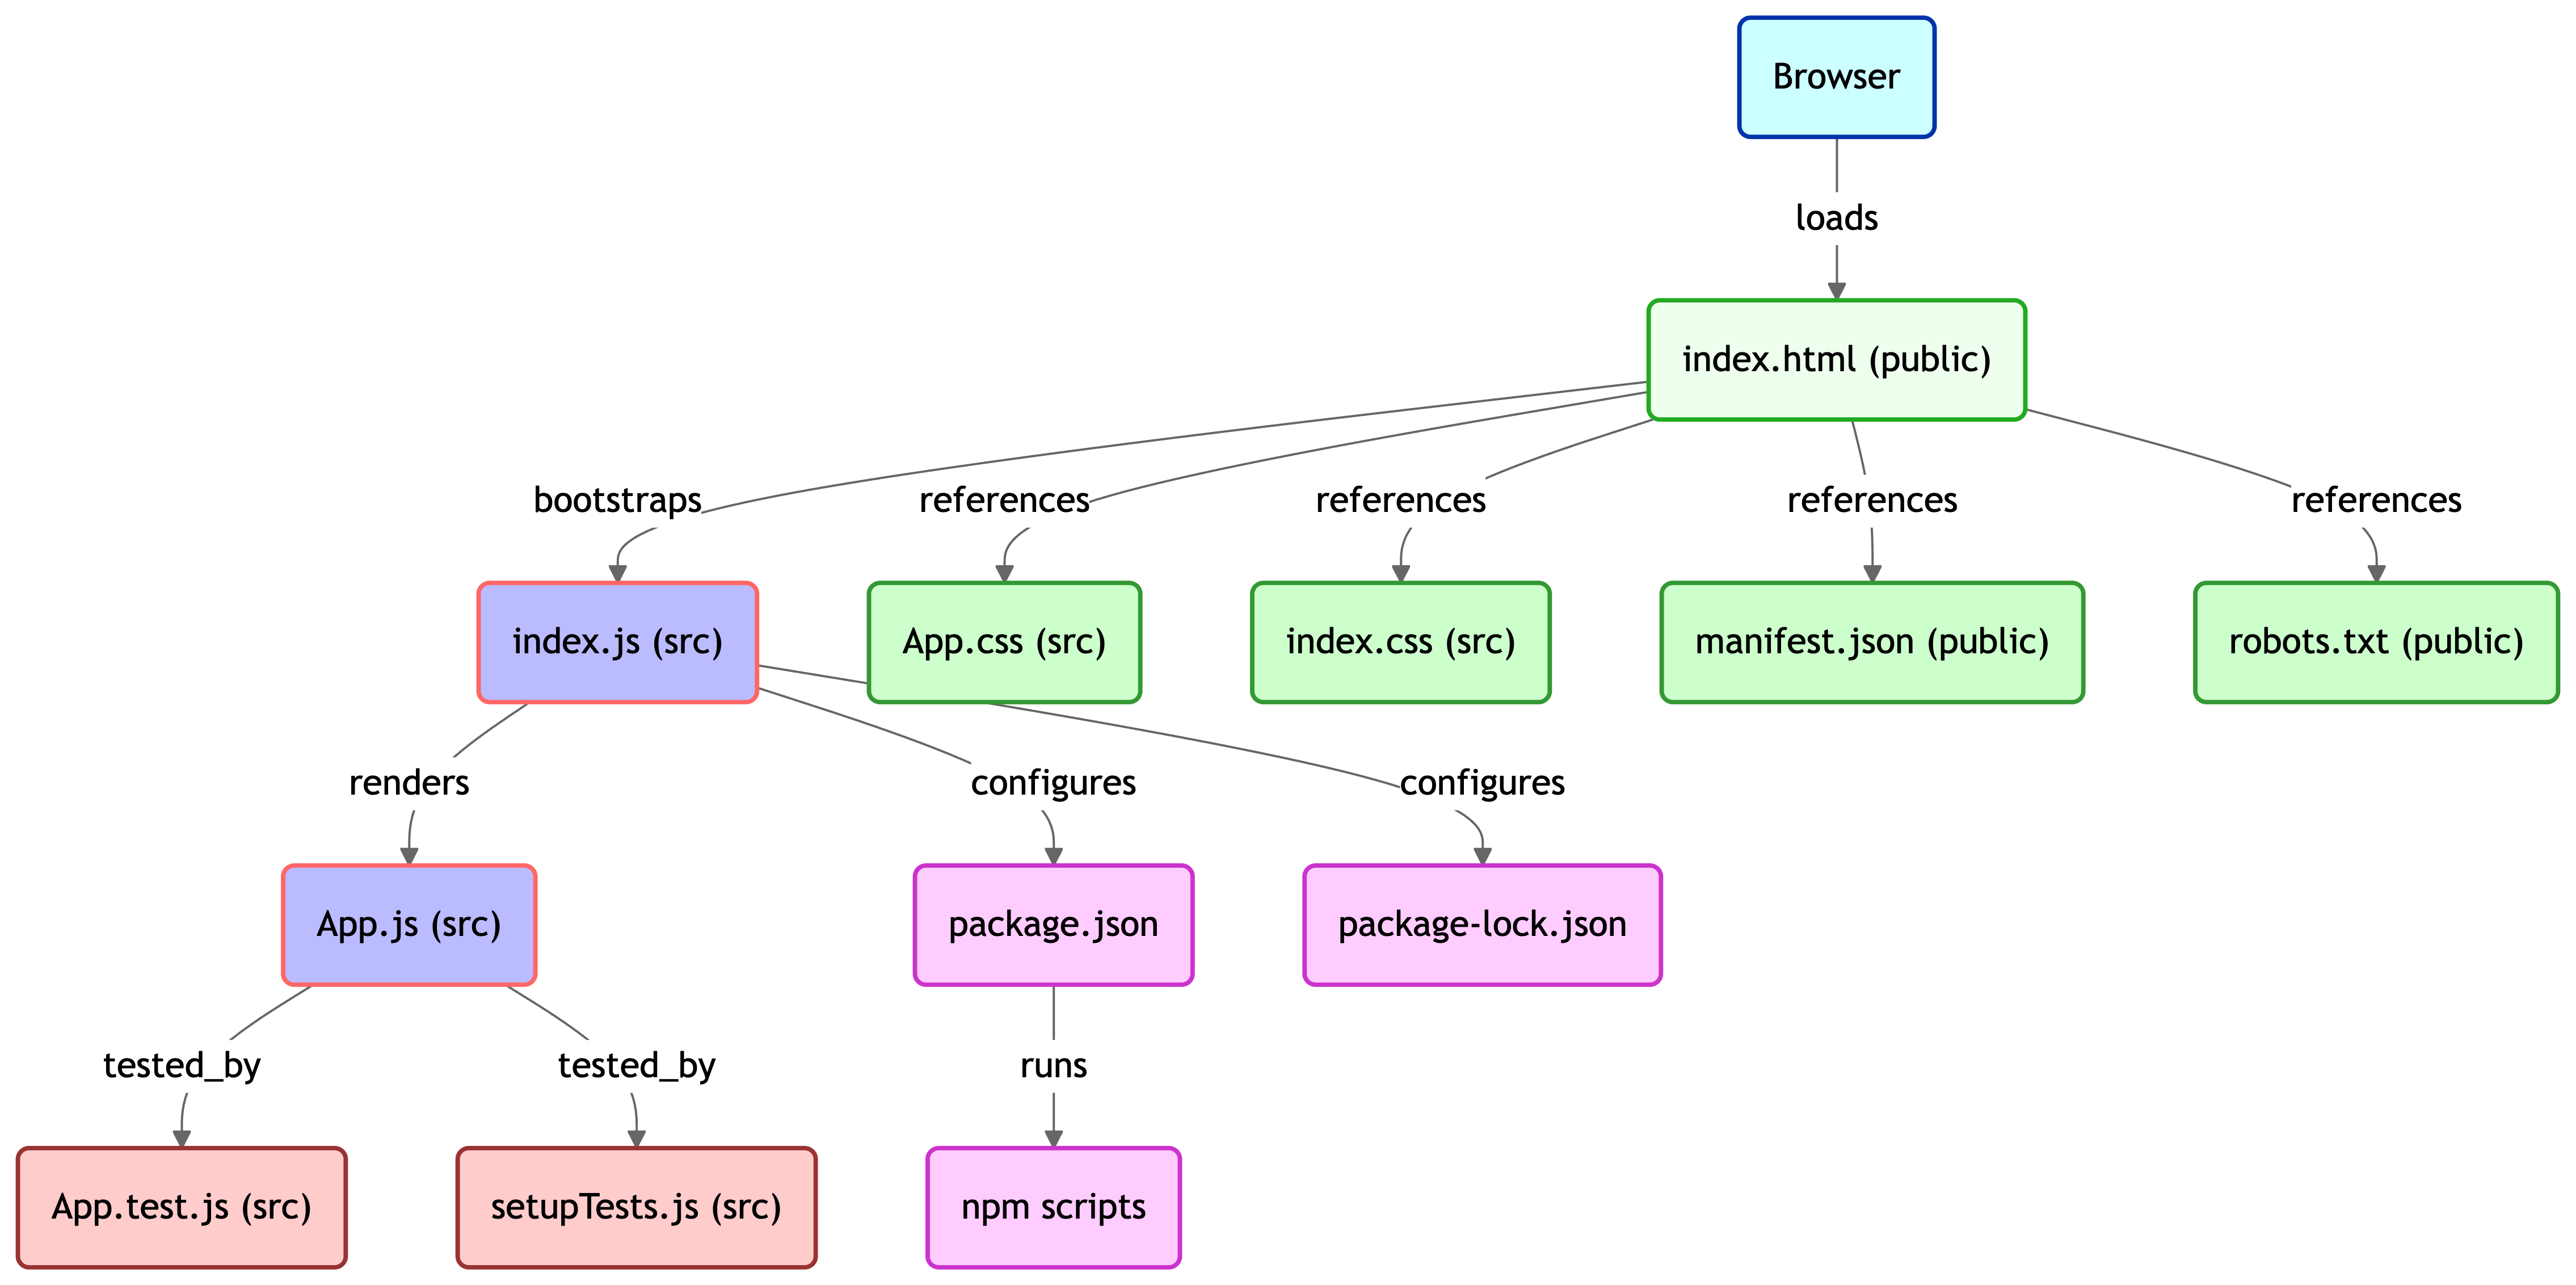 Browser
loads
index.html (public)
bootstraps
references
references
references
references
index.js (src)
App.css (src)
index.css (src)
manifest.json (public)
robots.txt (public)
renders
configures
configures
App.js (src)
package.json
package-lock.json
tested_by
tested_by
runs
App.test.js (src)
setupTests.js (src)
npm scripts